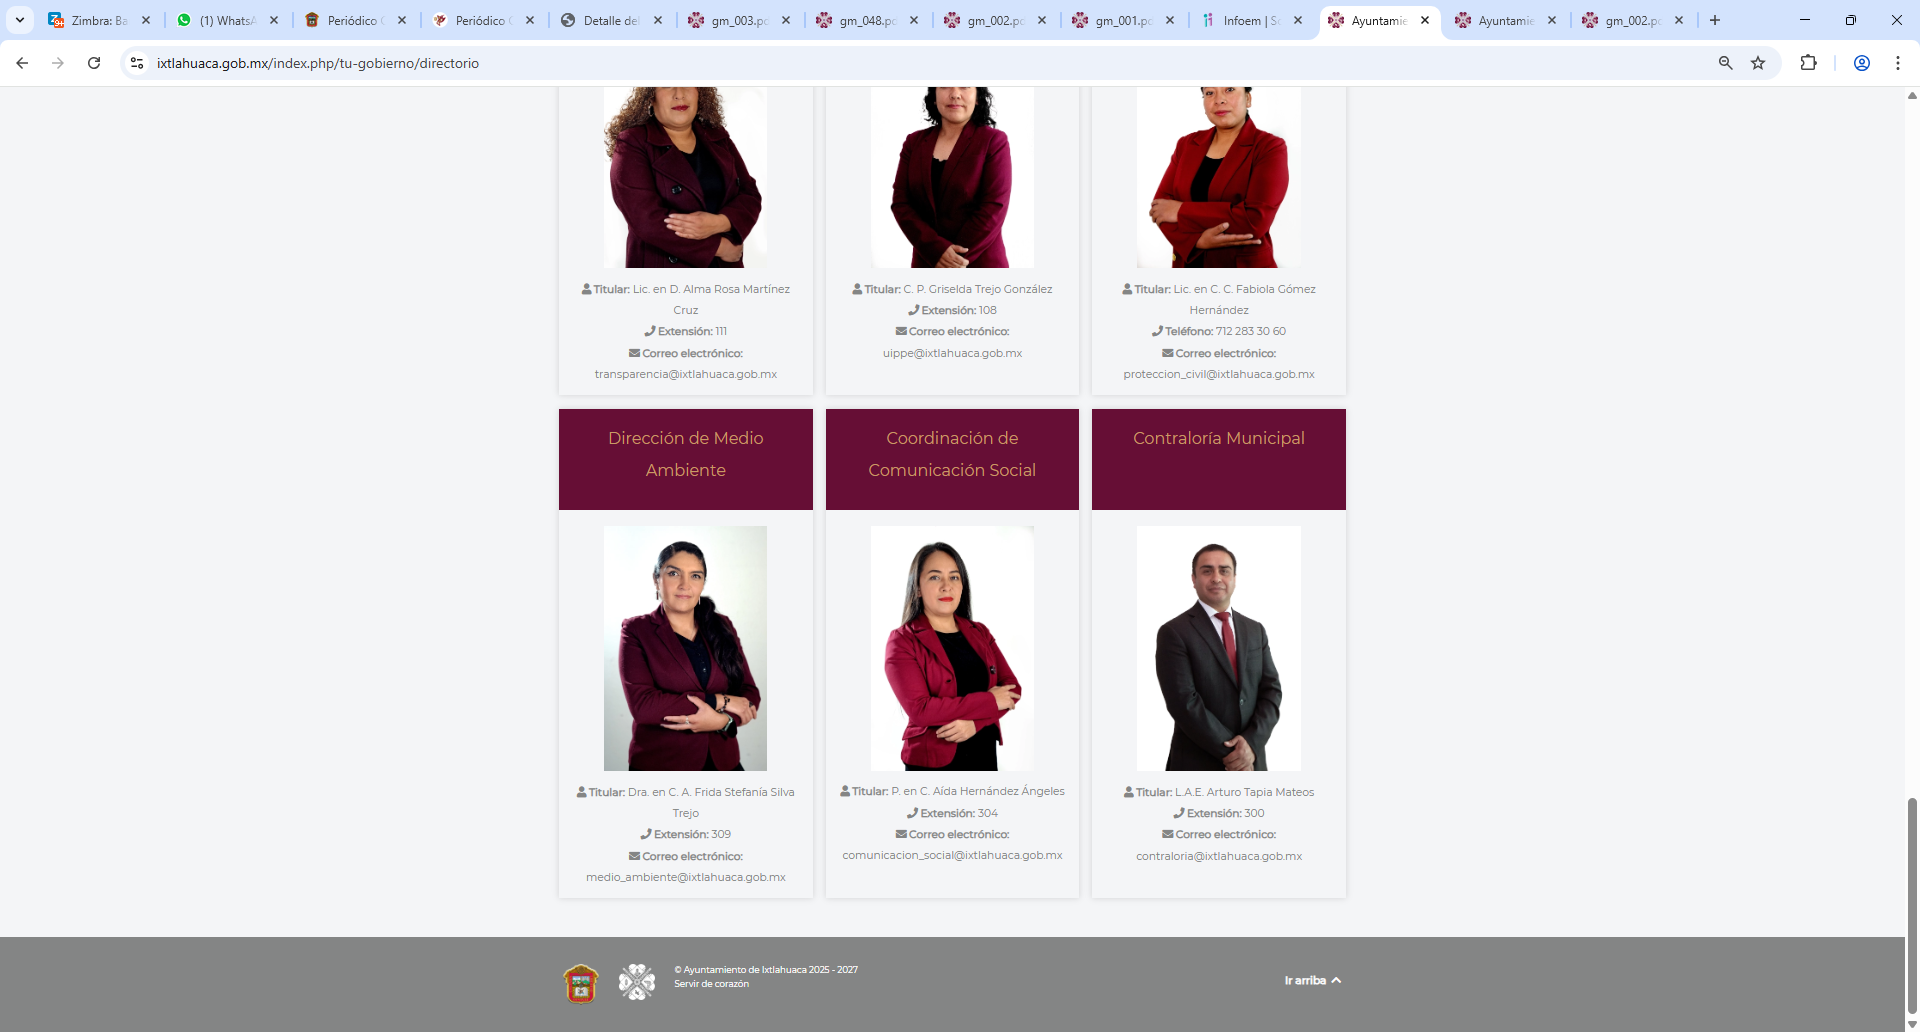 Zimbra: Ba
(1) WhatsA
Periódico O
Periódico O
Detalle del
gm_003.pd
gm_048.pd
gm_002.pd
gm_001.pd
Infoem | S
Ayuntamie
Ayuntamie
gm_002.pd
ixtlahuaca.gob.mx/index.php/tu-gobierno/directorio
Titular: Lic. en D. Alma Rosa Martínez
Cruz
Extensión: 111
Correo electrónico:
transparencia@ixtlahuaca.gob.mx
Titular: C. P. Griselda Trejo González
Extensión: 108
Correo electrónico:
uippe@ixtlahuaca.gob.mx
Titular: Lic. en C. C. Fabiola Gómez
Hernández
Teléfono: 712 283 30 60
Correo electrónico:
proteccion_civil@ixtlahuaca.gob.mx
Dirección de Medio
Ambiente
Titular: Dra. en C. A. Frida Stefanía Silva
Trejo
Extensión: 309
Correo electrónico:
medio_ambiente@ixtlahuaca.gob.mx
Coordinación de
Comunicación Social
Titular: P. en C. Aída Hernández Ángeles
Extensión: 304
Correo electrónico:
comunicacion_social@ixtlahuaca.gob.mx
Contraloría Municipal
Titular: L.A.E. Arturo Tapia Mateos
Extensión: 300
Correo electrónico:
contraloria@ixtlahuaca.gob.mx
© Ayuntamiento de Ixtlahuaca 2025 - 2027
Servir de corazón
Ir arriba